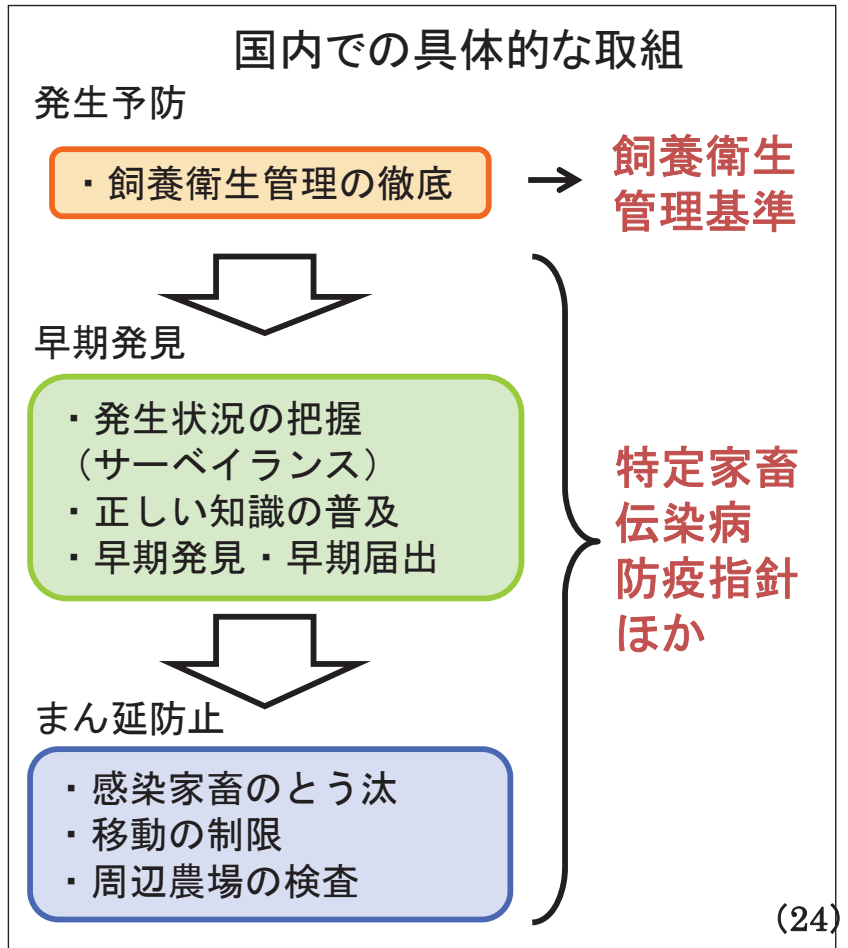 国内での具体的な取組
発生予防
・飼養衛生管理の徹底
→
飼養衛生
管理基準
早期発見
・発生状況の把握
（サーベイランス）
・正しい知識の普及
・早期発見・早期届出
特定家畜
伝染病
防疫指針
ほか
まん延防止
・感染家畜のとう汰
・移動の制限
・周辺農場の検査
(24)